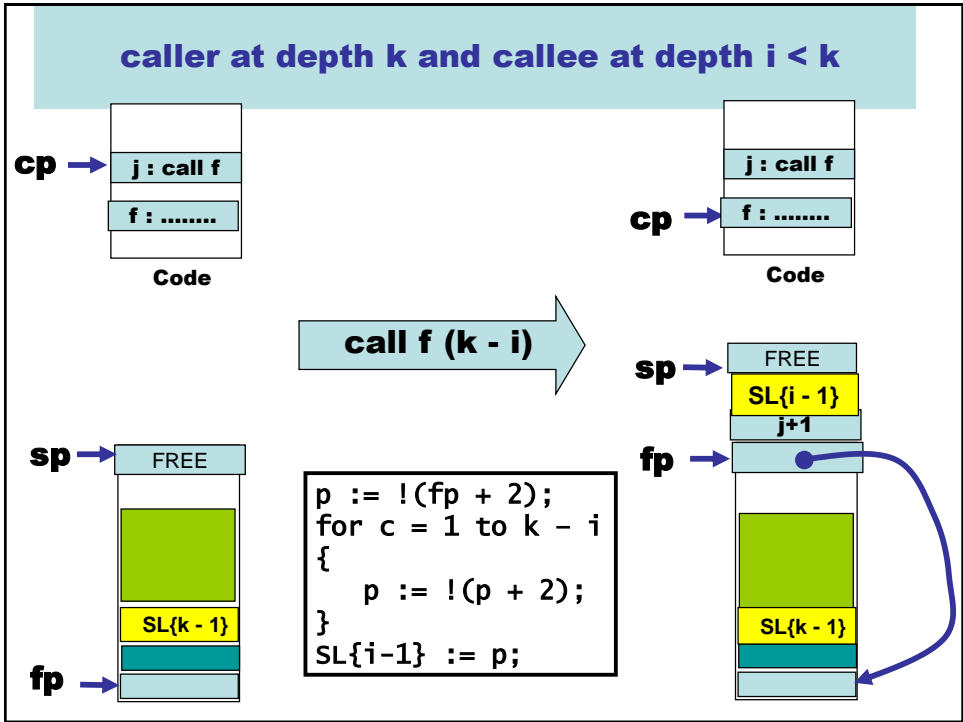 caller at depth k and callee at depth i < k
cp
j : call f
f : ........
Code
j : call f
cp
f : ........
Code
call f (k - i)
sp
FREE
SL{k - 1}
fp
p := !(fp + 2);
for c = 1 to k – i
{
p := !(p + 2);
}
SL{i-1} := p;
sp
FREE
SL{i - 1}
j+1
fp
SL{k - 1}